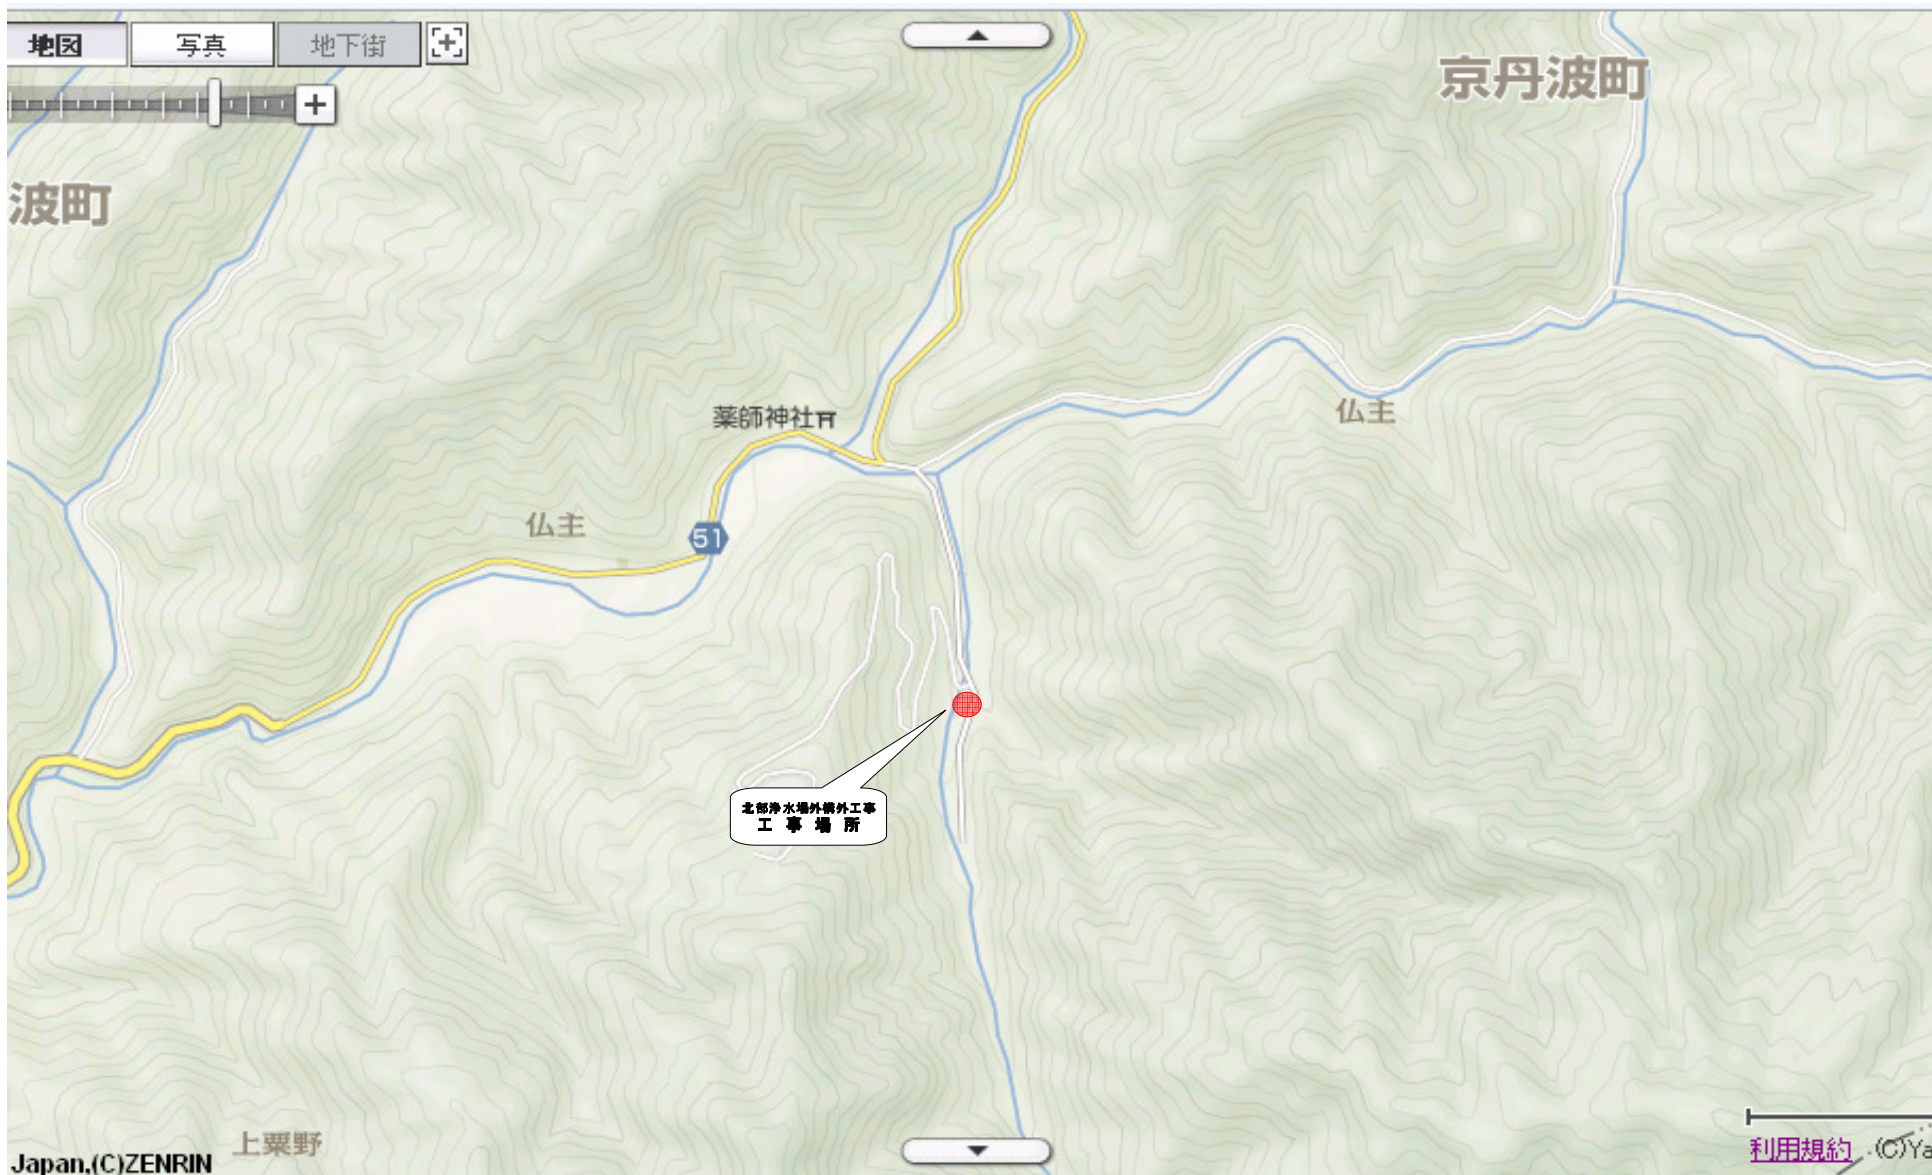 地図
写真
地下街
京丹波町
波町
薬師神社
仏主
仏主
51
北部浄水場外構外工事
工事場所
上粟野
Japan,(C)ZENRIN
利用規約
(C)Ya